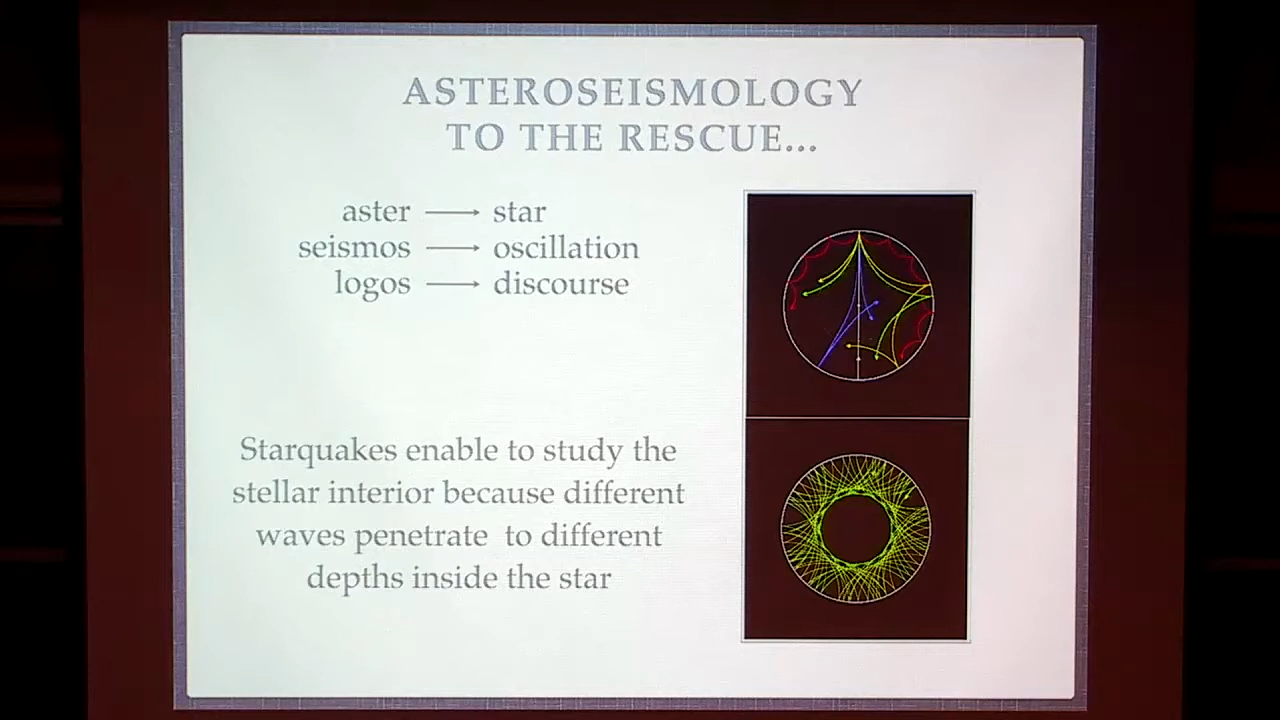 ASTEROSEISMOLOGY
TO THE RESCUE...
aster → star
seismos → oscillation
logos → discourse
Starquakes enable to study the
stellar interior because different
waves penetrate to different
depths inside the star